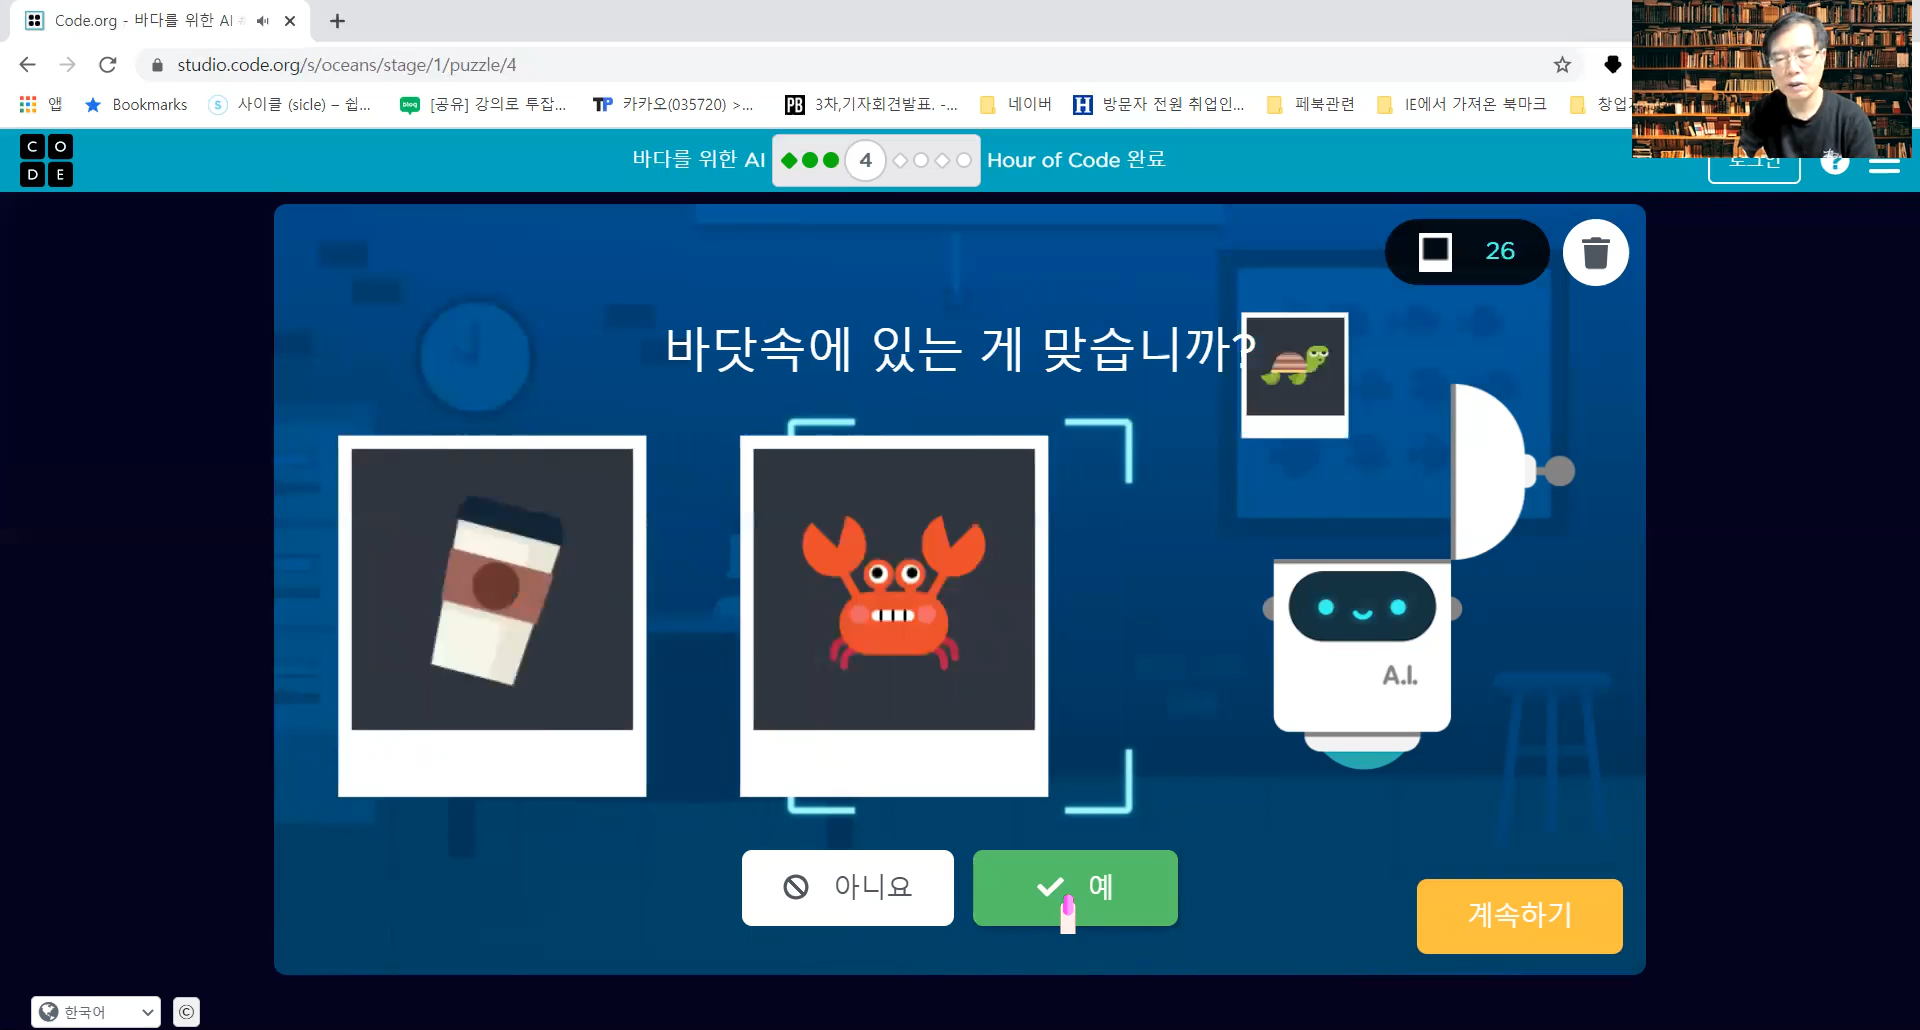 Code.org - 바다를 위한 AI
studio.code.org/s/oceans/stage/1/puzzle/4
앱
Bookmarks
사이클 (sicle) – 쉽...
[공유] 강의로 투잡...
카카오(035720) >...
3차,기자회견발표. -...
네이버
방문자 전원 취업인...
페북관련
IE에서 가져온 북마크
CODE
바다를 위한 AI
4
Hour of Code 완료
로그인
26
바닷속에 있는 게 맞습니까?
A.I.
아니요
예
계속하기
한국어
©